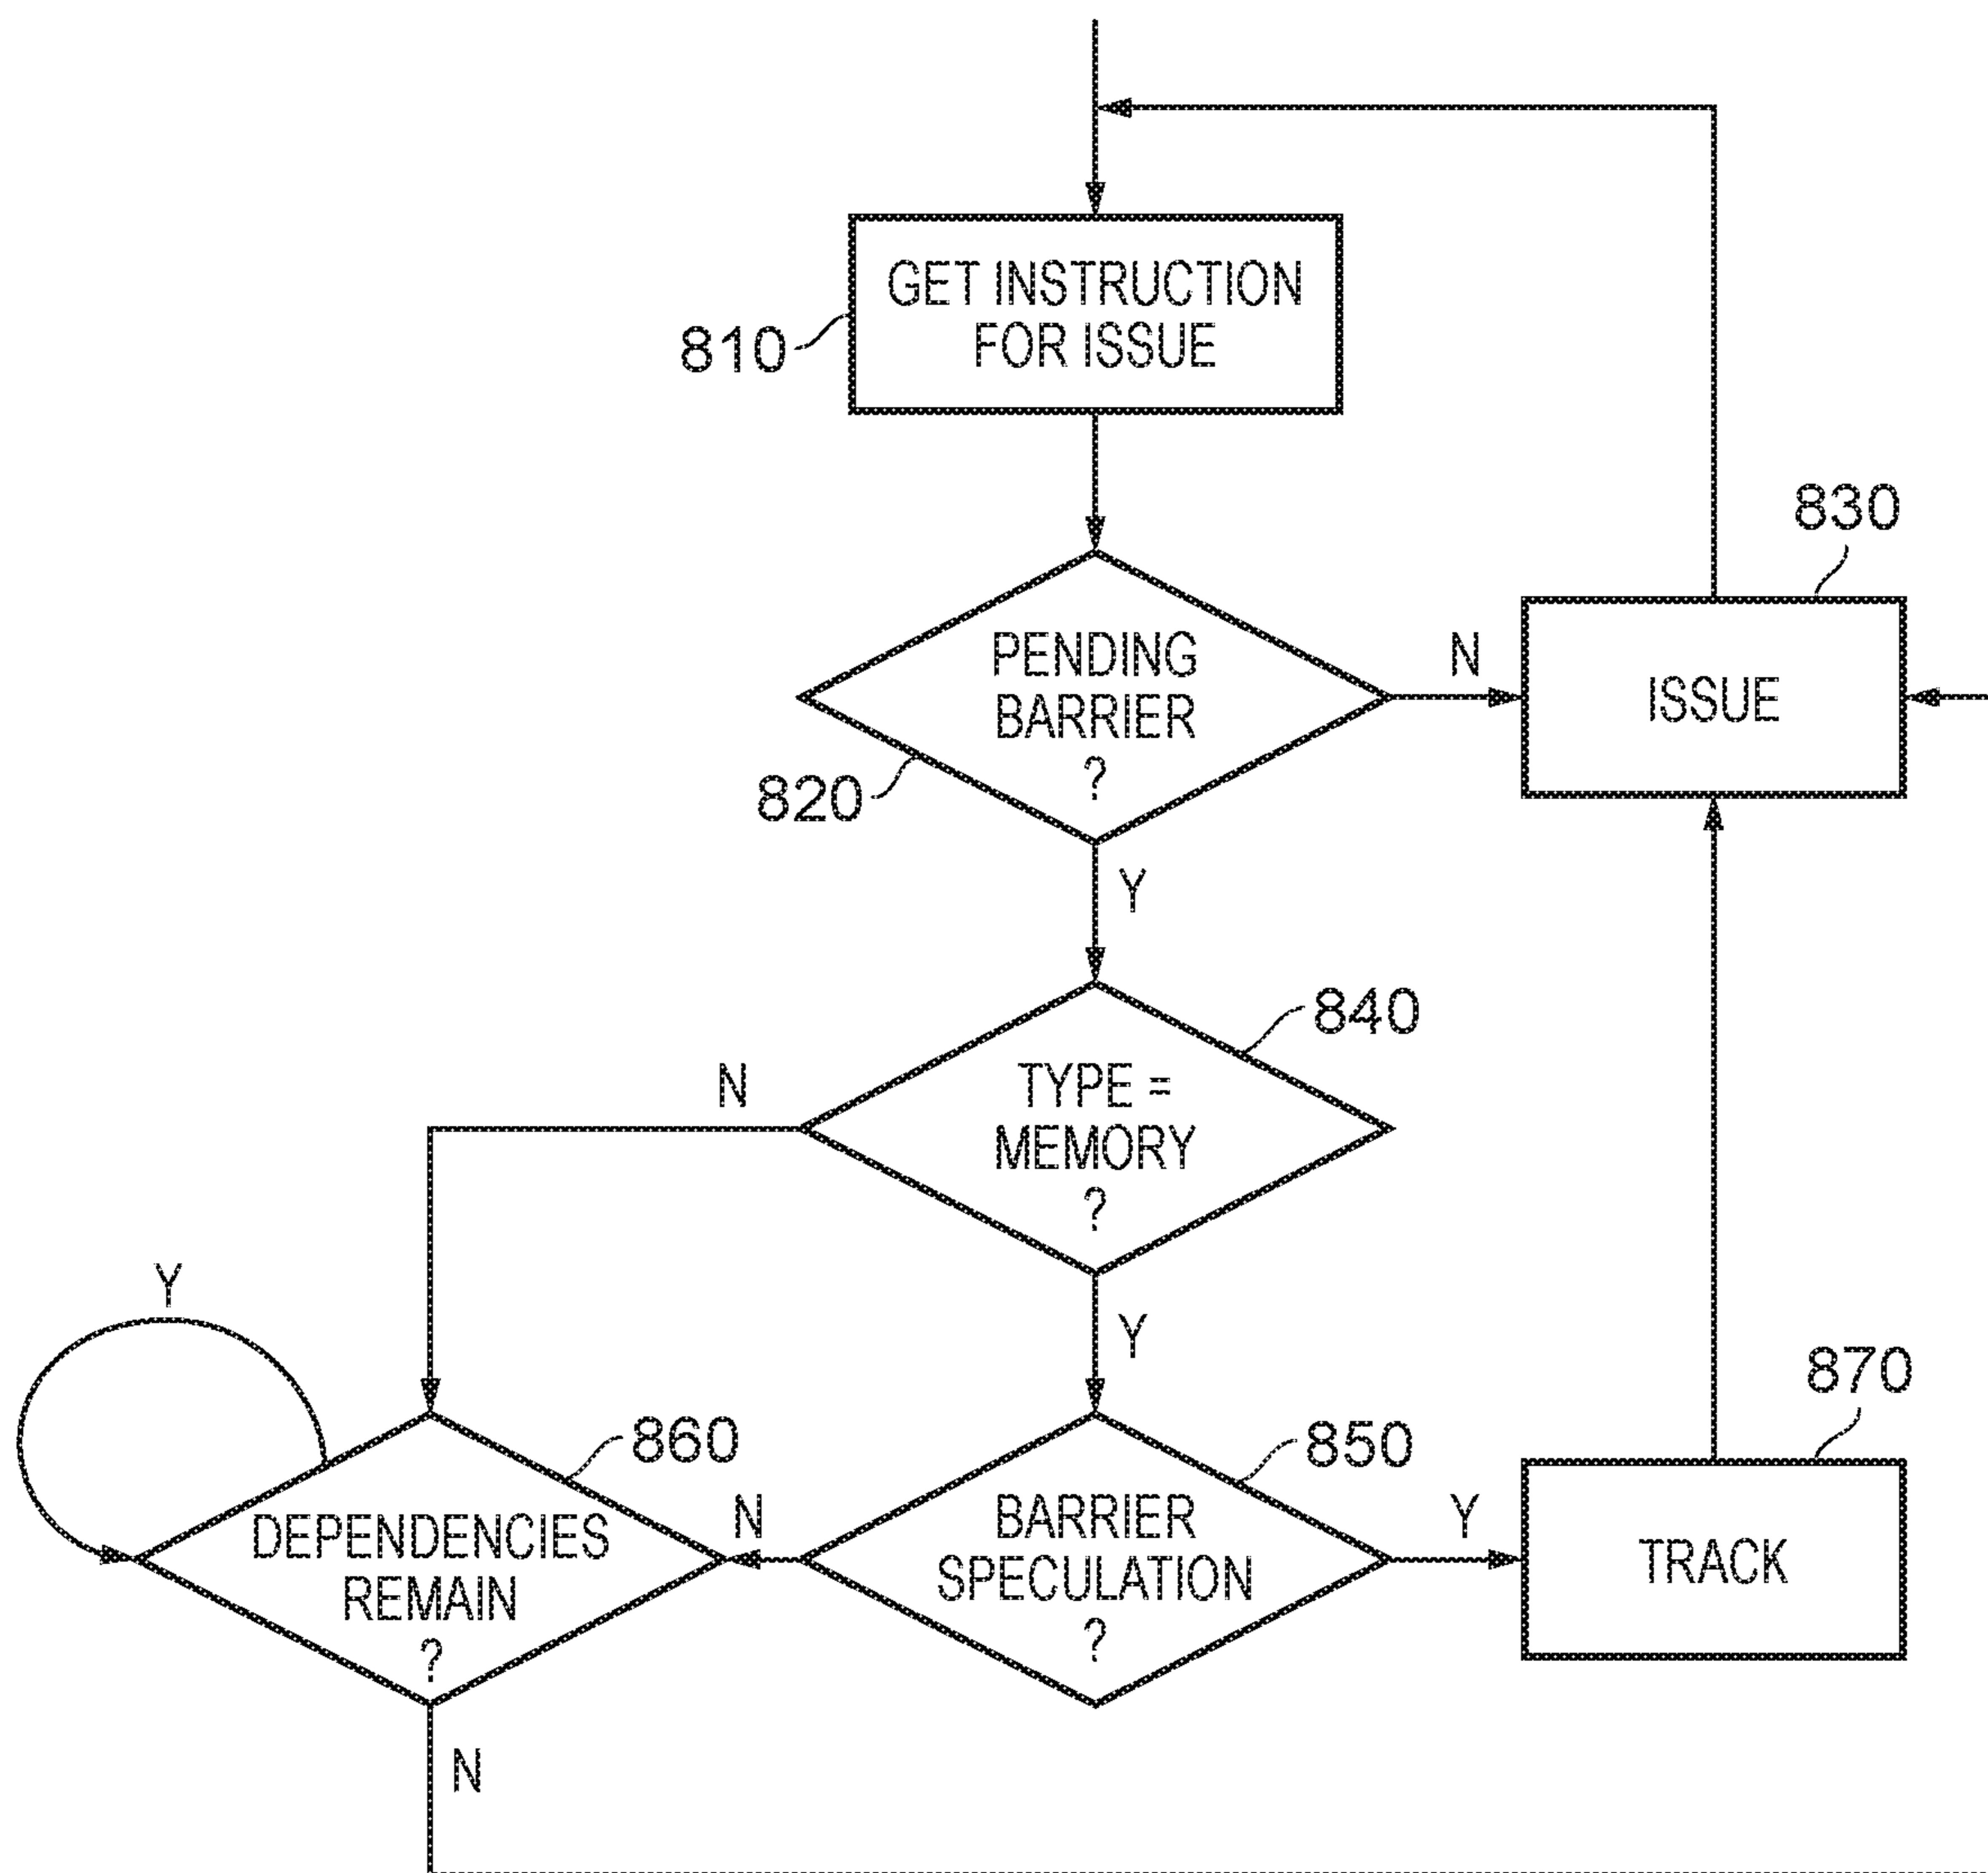 GET INSTRUCTION
FOR ISSUE
810
830
PENDING
BARRIER
?
N
ISSUE
820
Y
840
N
TYPE =
MEMORY
?
Y
Y
870
860
850
DEPENDENCIES
REMAIN
?
N
BARRIER
SPECULATION
?
Y
TRACK
N